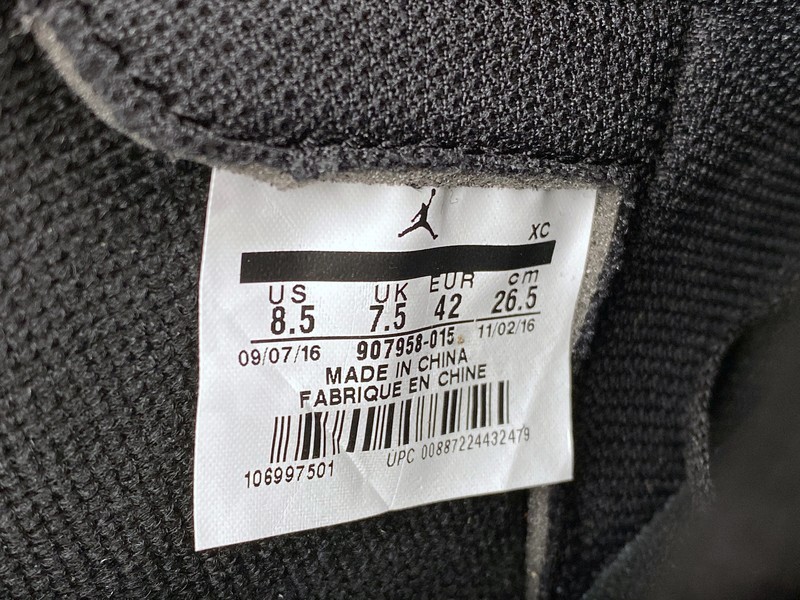 XC
US UK EUR cm
8.5 7.5 42 26.5
09/07/16 907958-015 11/02/16
MADE IN CHINA
FABRIQUE EN CHINE
106997501 UPC 00887224432479